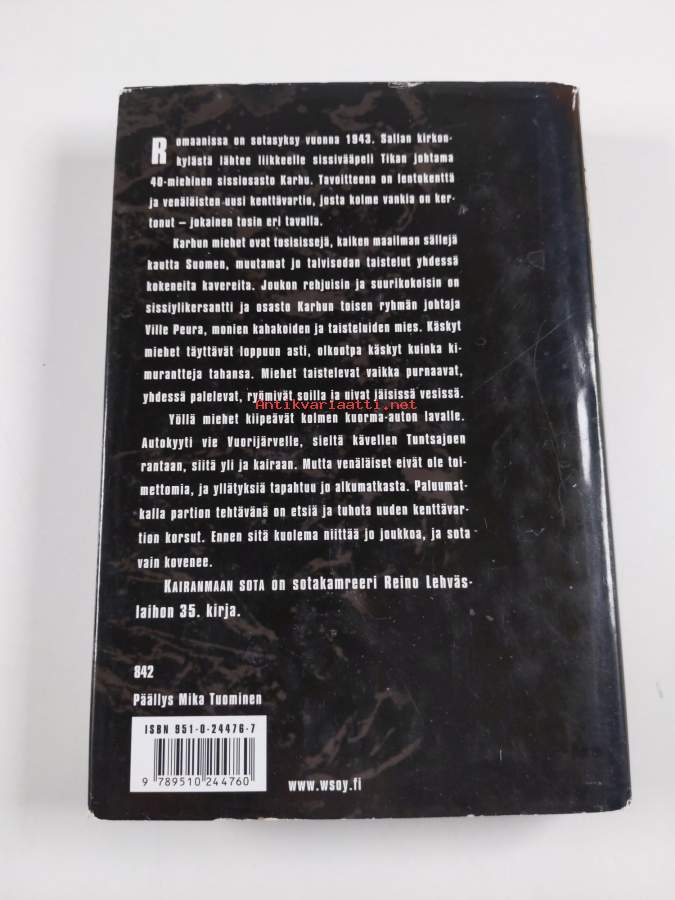 Romaanissa on sotasyksy vuonna 1943. Sallan kirkon-
kylästä lähtee liikkeelle sissivääpeli Tikan johtama
40-miehinen sissiosasto Karhu. Tavoitteena on lentokenttä
ja venäläisten uusi kenttävartio, josta kolme vankia on ker-
tonut – jokainen tosin eri tavalla.
Karhun miehet ovat tosisissejä, kaiken maailman sällejä
kautta Suomen, muutamat jo talvisodan taistelut yhdessä
kokeneita kavereita. Joukon rehjuisin ja suurikokoisin on
sissiylikersantti ja osasto Karhun toisen ryhmän johtaja
Ville Peura, monien kahakoiden ja taisteluiden mies. Käskyt
miehet täyttävät loppuun asti, olkootpa käskyt kuinka ki-
murantteja tahansa. Miehet taistelevat vaikka purnaavat,
yhdessä palelevat, ryömivät soilla ja uivat jäisissä vesissä.
Antikvariaatti.net
Yöllä miehet kiipeävät kolmen kuorma-auton lavalle.
Autokyyti vie Vuorijärvelle, sieltä kävellen Tuntsajoen
rantaan, siitä yli ja kairaan. Mutta venäläiset eivät ole toi-
mettomia, ja yllätyksiä tapahtuu jo alkumatkasta. Paluumat-
kalla partion tehtävänä on etsiä ja tuhota uuden kenttävar-
tion korsut. Ennen sitä kuolema niittää jo joukkoa, ja sota
vain kovenee.
KAIRANMAAN SOTA on sotakamreeri Reino Lehväs-
laihon 35. kirja.
842
Päällys Mika Tuominen
ISBN 951-0-24476-7
9 789510 244760
www.wsoy.fi